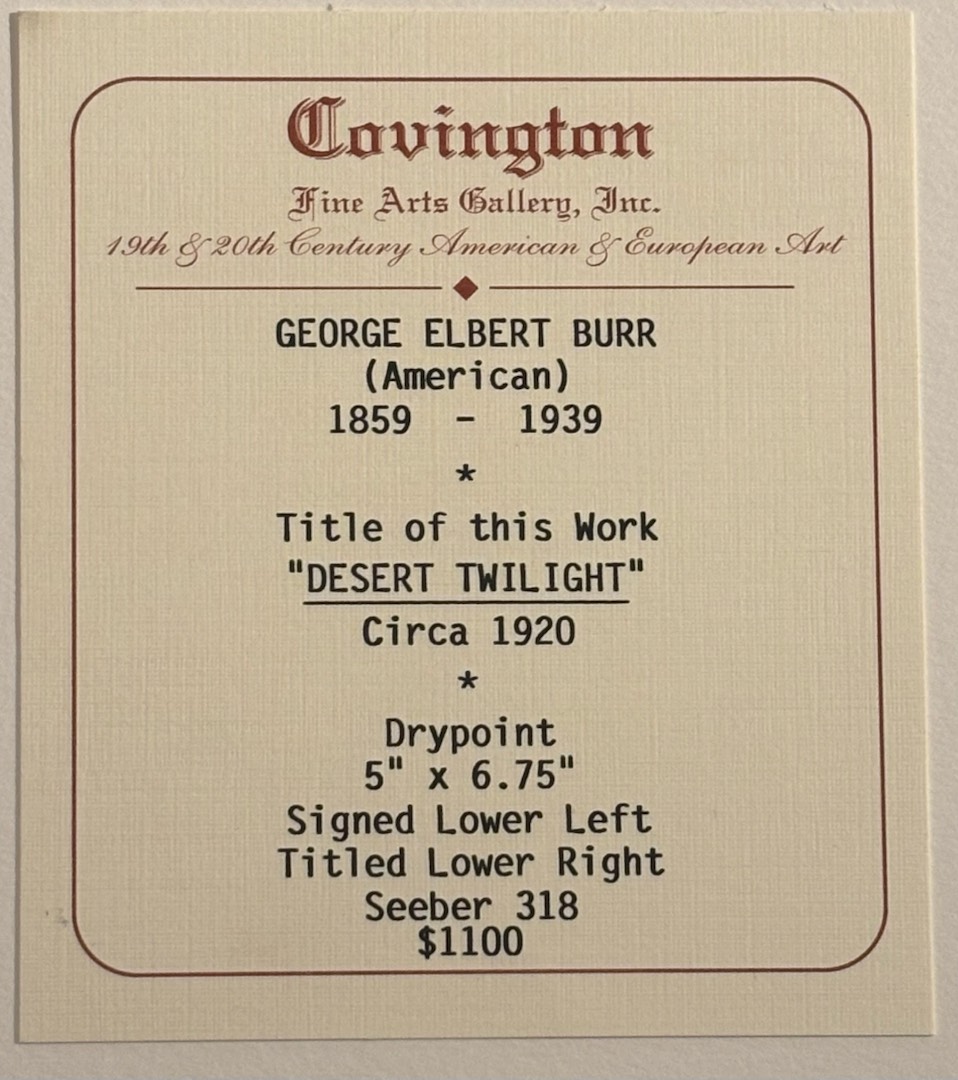 Covington
Fine Arts Gallery, Inc.
19th & 20th Century American & European Art
GEORGE ELBERT BURR
(American)
1859 - 1939
*
Title of this Work
"DESERT TWILIGHT"
Circa 1920
*
Drypoint
5" x 6.75"
Signed Lower Left
Titled Lower Right
Seeber 318
$1100